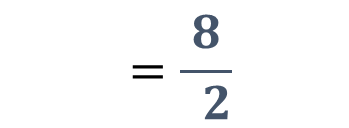 = 8/2